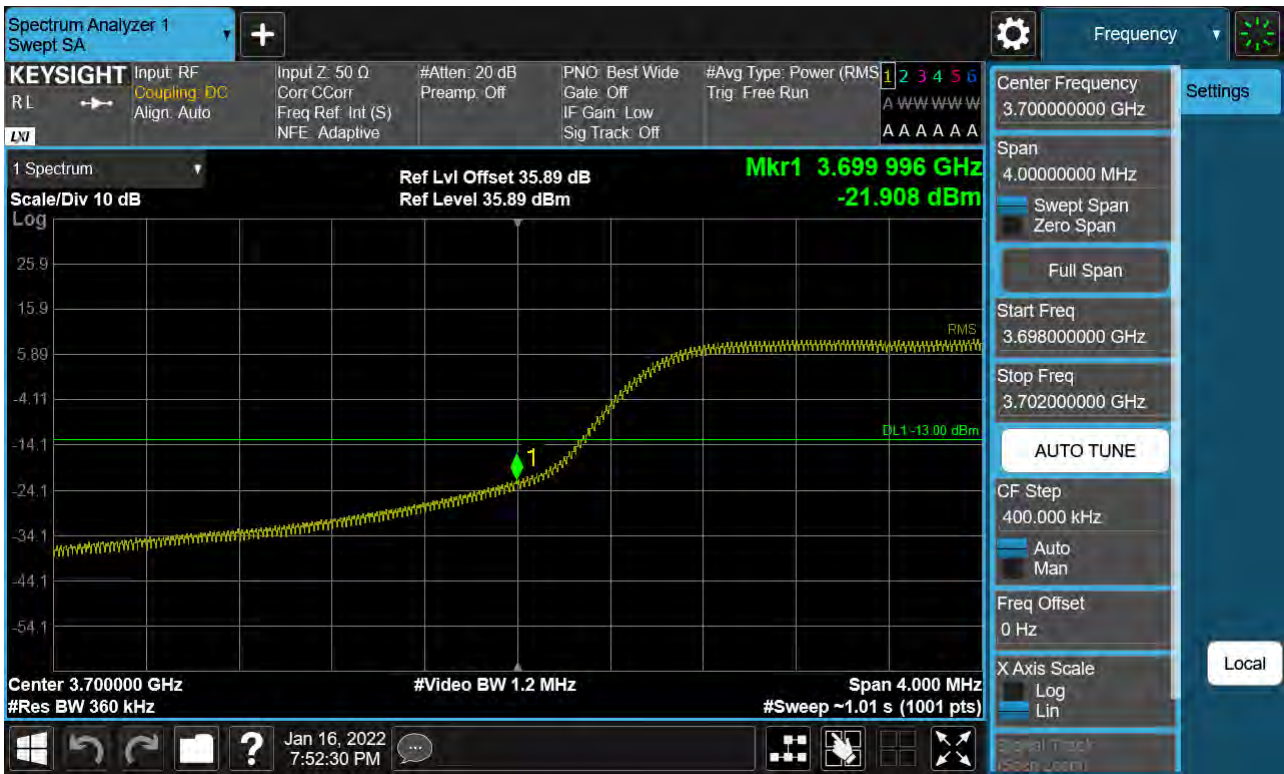 Spectrum Analyzer 1
Swept SA
Frequency
KEYSIGHT
R L
LXI
Input: RF
Coupling: DC
Align: Auto
Input Z: 50 Ω
Corr CCorr
Freq Ref: Int (S)
NFE: Adaptive
#Atten: 20 dB
Preamp: Off
PNO: Best Wide
Gate: Off
IF Gain: Low
Sig Track: Off
#Avg Type: Power (RMS
Trig: Free Run
1 2 3 4 5 6
A W W W W W
A A A A A A
1 Spectrum
Scale/Div 10 dB
Log
Ref Lvl Offset 35.89 dB
Ref Level 35.89 dBm
Mkr1 3.699 996 GHz
-21.908 dBm
25.9
15.9
5.89
-4.11
-14.1
-24.1
-34.1
-44.1
-54.1
RMS
DL1 -13.00 dBm
1
Center 3.700000 GHz
#Res BW 360 kHz
#Video BW 1.2 MHz
Span 4.000 MHz
#Sweep ~1.01 s (1001 pts)
Center Frequency
3.700000000 GHz
Span
4.00000000 MHz
Swept Span
Zero Span
Full Span
Start Freq
3.698000000 GHz
Stop Freq
3.702000000 GHz
AUTO TUNE
CF Step
400.000 kHz
Auto
Man
Freq Offset
0 Hz
X Axis Scale
Log
Lin
Signal Track
(Span Zoom)
Settings
Local
?
Jan 16, 2022
7:52:30 PM